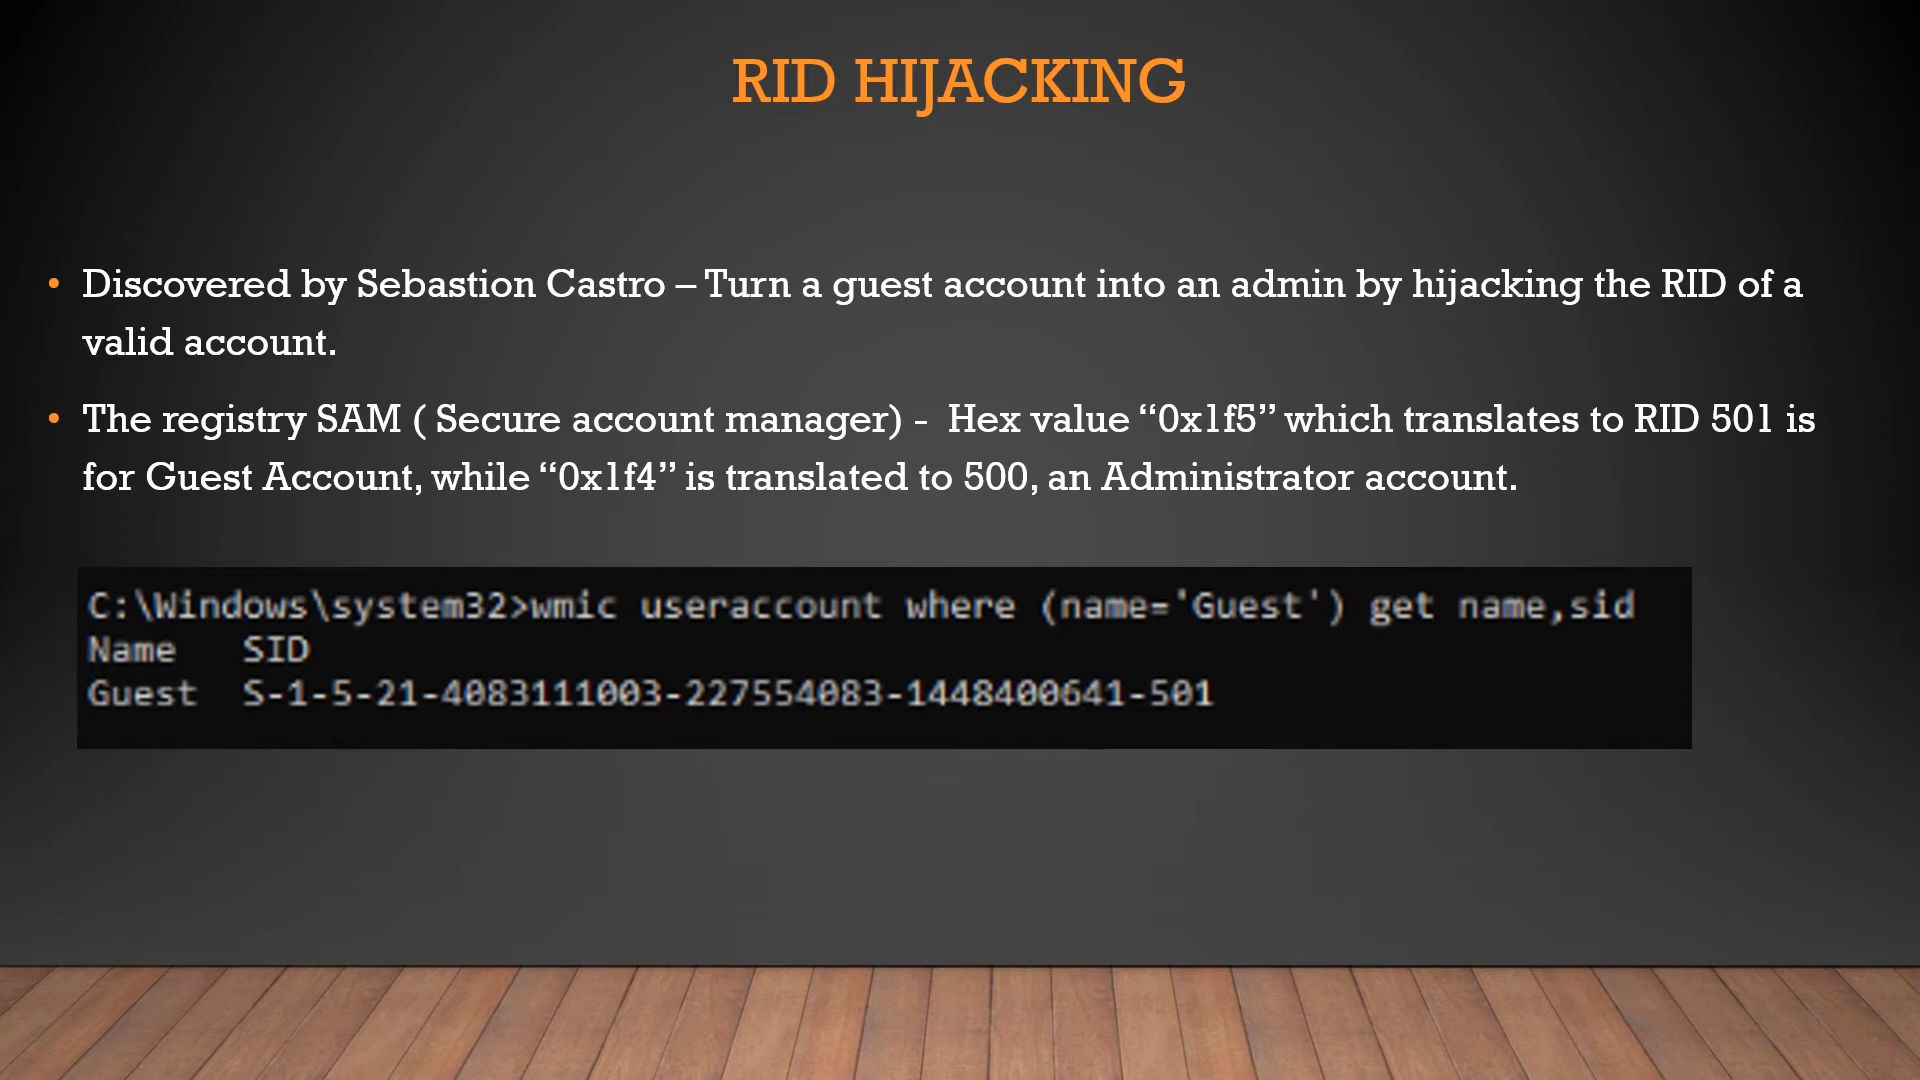 RID HIJACKING
• Discovered by Sebastion Castro – Turn a guest account into an admin by hijacking the RID of a
valid account.
• The registry SAM ( Secure account manager) - Hex value “0x1f5” which translates to RID 501 is
for Guest Account, while “0x1f4” is translated to 500, an Administrator account.
C:\Windows\system32>wmic useraccount where (name='Guest') get name,sid
Name SID
Guest S-1-5-21-4083111003-227554083-1448400641-501